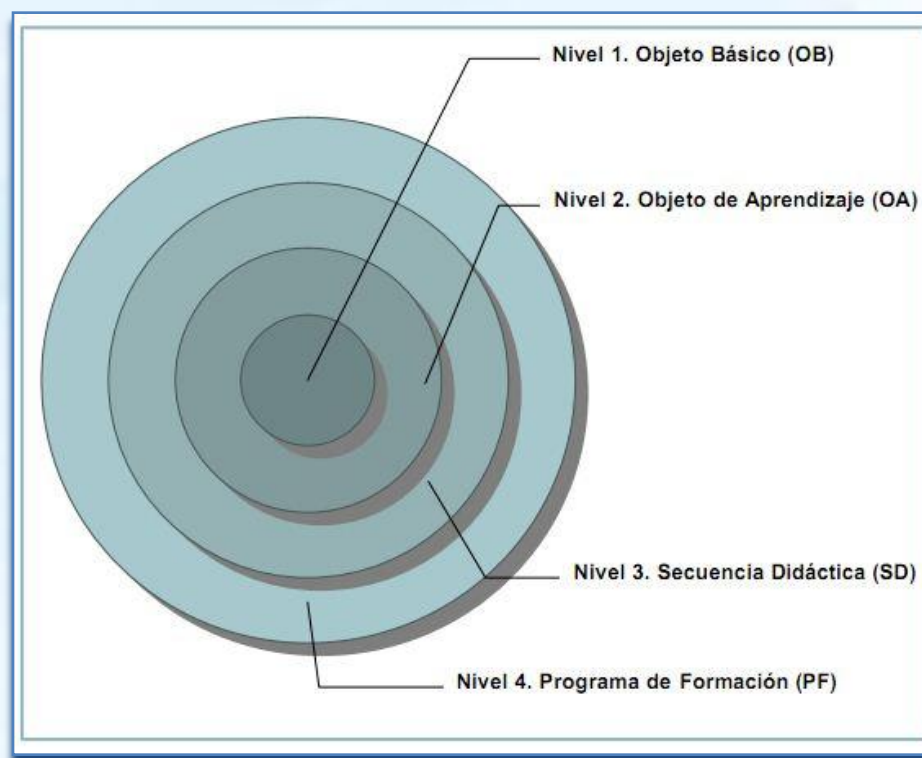 Nivel 1. Objeto Básico (OB)
Nivel 2. Objeto de Aprendizaje (OA)
Nivel 3. Secuencia Didáctica (SD)
Nivel 4. Programa de Formación (PF)